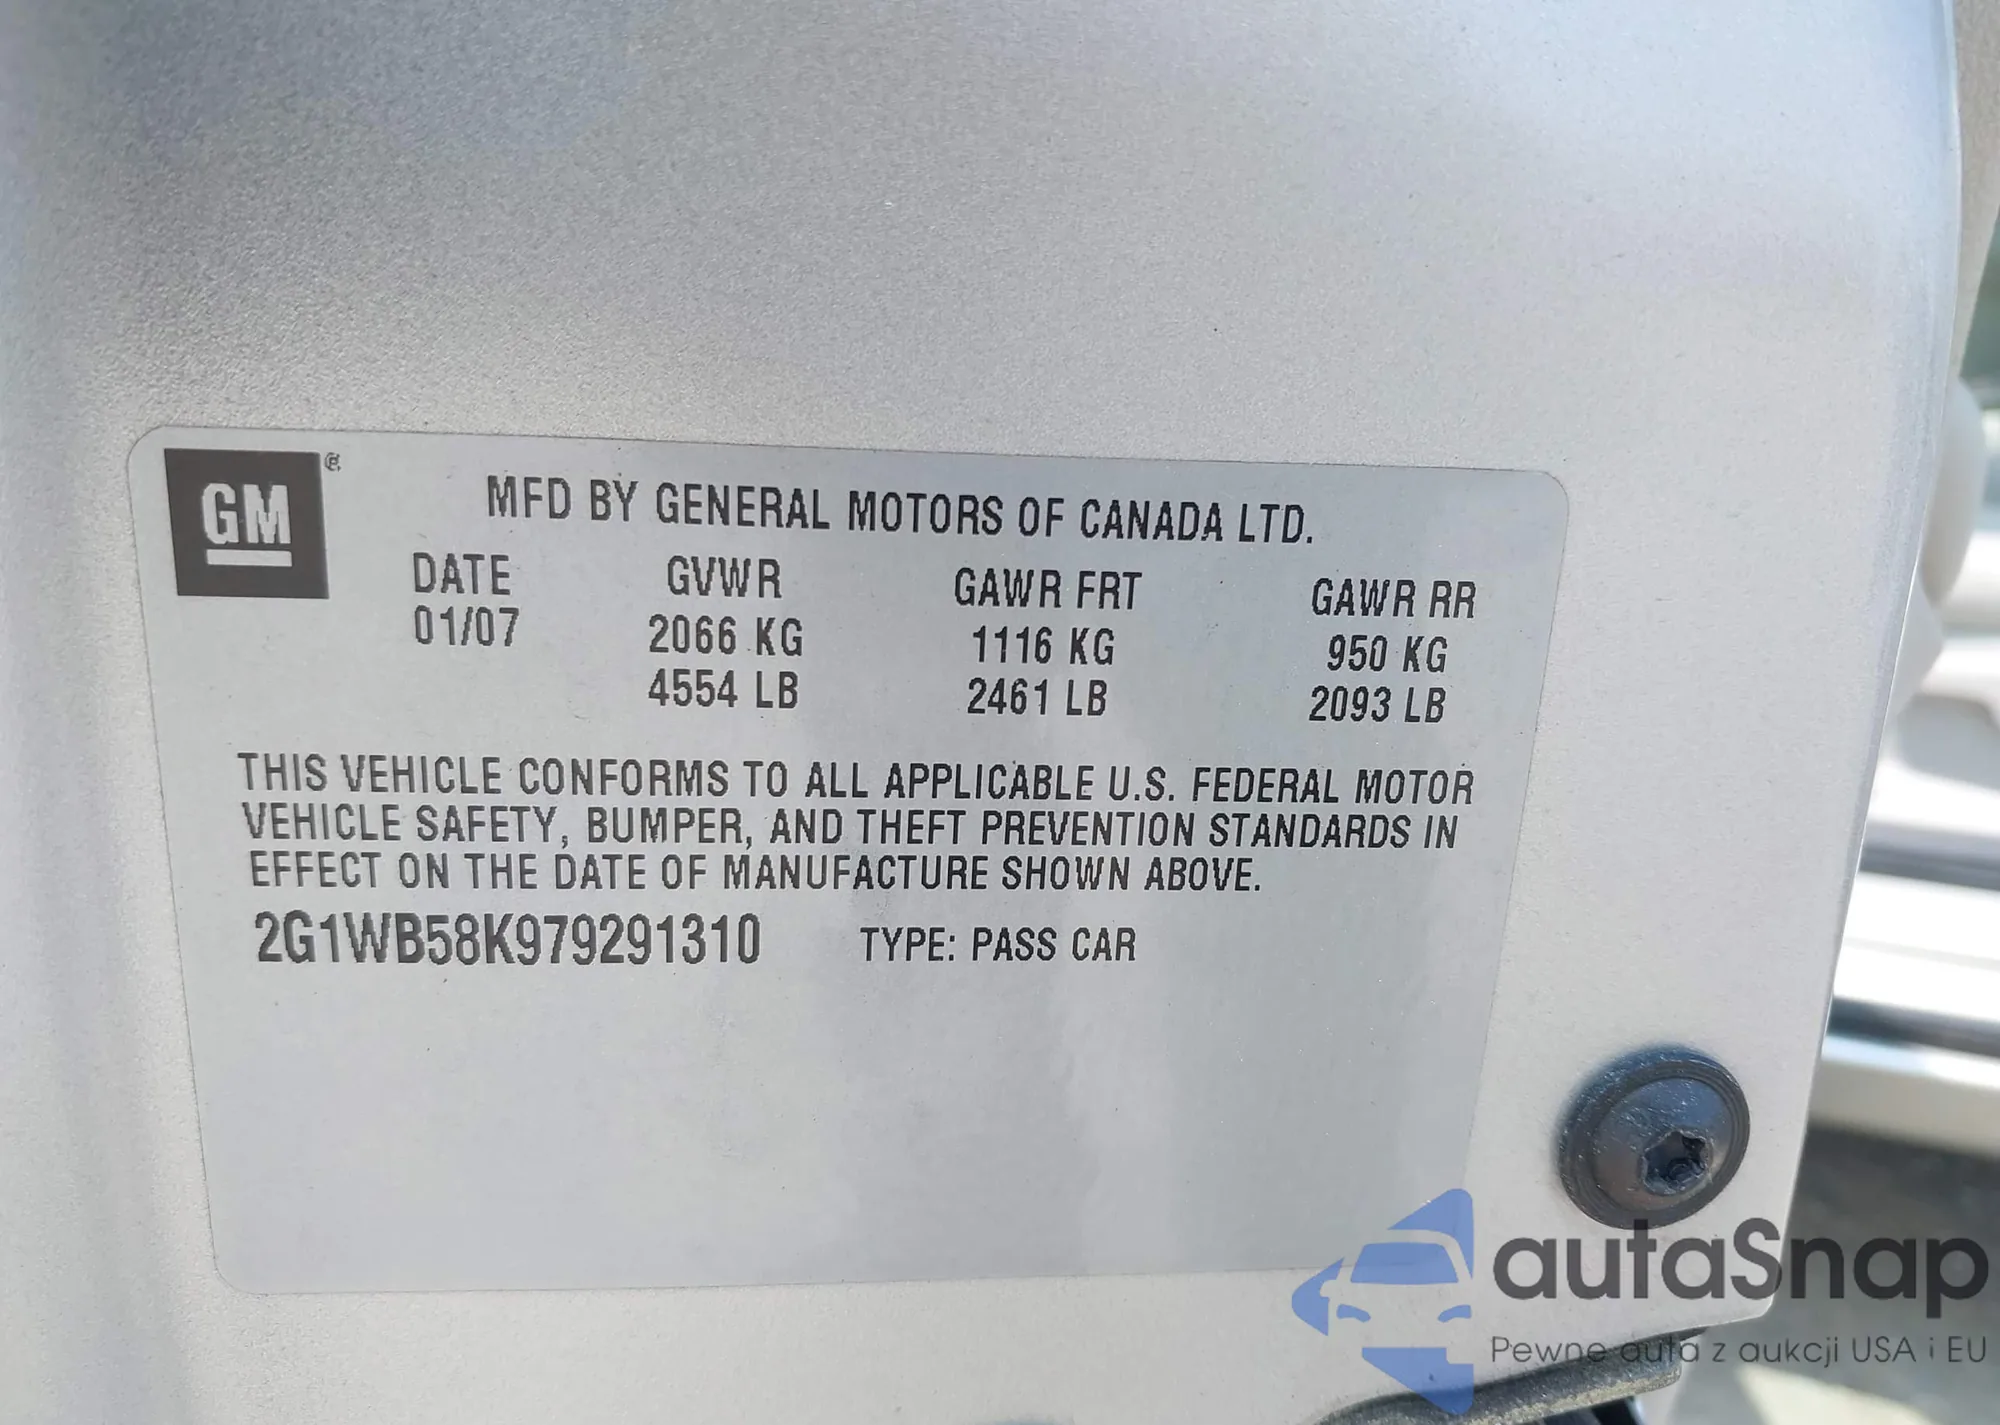 GM
MFD BY GENERAL MOTORS OF CANADA LTD.
DATE GVWR GAWR FRT GAWR RR
01/07 2066 KG 1116 KG 950 KG
4554 LB 2461 LB 2093 LB
THIS VEHICLE CONFORMS TO ALL APPLICABLE U.S. FEDERAL MOTOR
VEHICLE SAFETY, BUMPER, AND THEFT PREVENTION STANDARDS IN
EFFECT ON THE DATE OF MANUFACTURE SHOWN ABOVE.
2G1WB58K979291310 TYPE: PASS CAR
autaSnap
Pewne auta z aukcji USA i EU